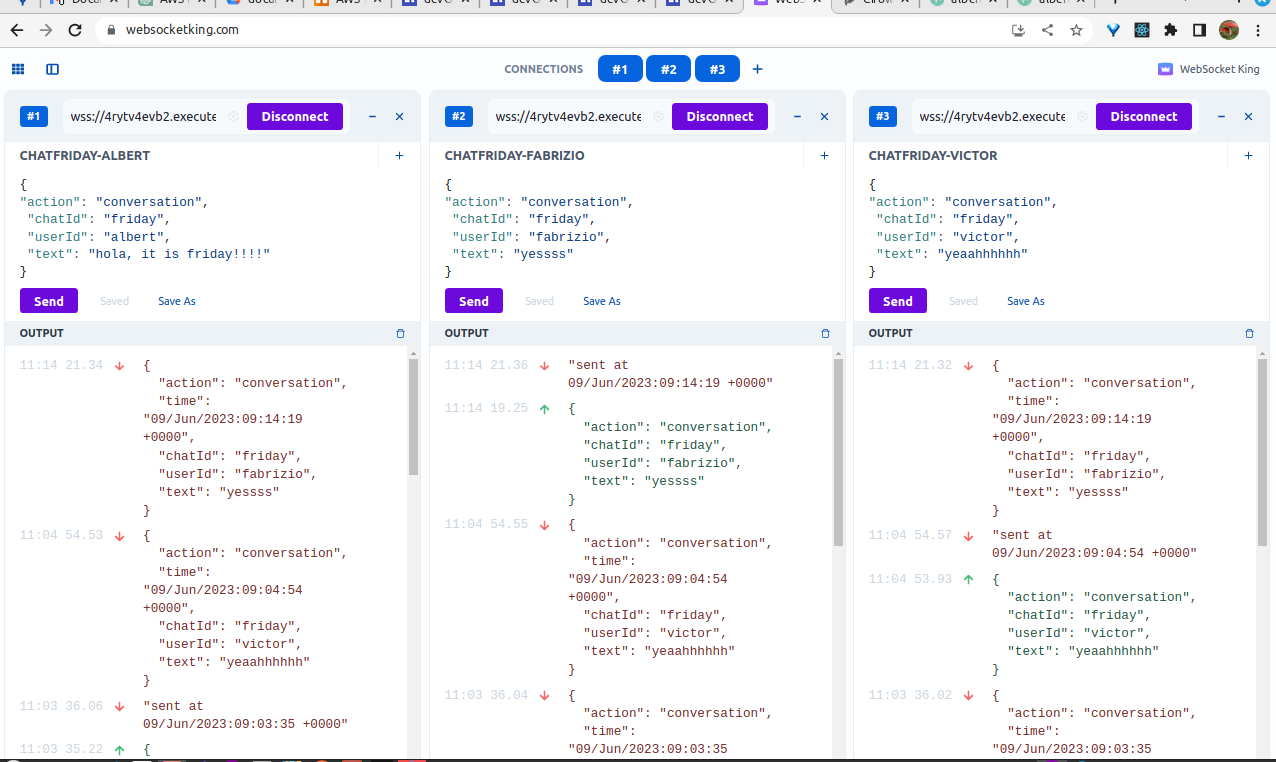 websocketking.com
CONNECTIONS #1 #2 #3 +
WebSocket King
#1 wss://4rytv4evb2.execute Disconnect
CHATFRIDAY-ALBERT
{
"action": "conversation",
"chatId": "friday",
"userId": "albert",
"text": "hola, it is friday!!!!"
}
Send Saved Save As
OUTPUT
11:14 21.34 {
"action": "conversation",
"time":
"09/Jun/2023:09:14:19
+0000",
"chatId": "friday",
"userId": "fabrizio",
"text": "yessss"
}
11:04 54.53 {
"action": "conversation",
"time":
"09/Jun/2023:09:04:54
+0000",
"chatId": "friday",
"userId": "victor",
"text": "yeaahhhhhh"
}
11:03 36.06 "sent at
09/Jun/2023:09:03:35 +0000"
11:03 35.22 {
#2 wss://4rytv4evb2.execute Disconnect
CHATFRIDAY-FABRIZIO
{
"action": "conversation",
"chatId": "friday",
"userId": "fabrizio",
"text": "yessss"
}
Send Saved Save As
OUTPUT
11:14 21.36 "sent at
09/Jun/2023:09:14:19 +0000"
11:14 19.25 {
"action": "conversation",
"chatId": "friday",
"userId": "fabrizio",
"text": "yessss"
}
11:04 54.55 {
"action": "conversation",
"time":
"09/Jun/2023:09:04:54
+0000",
"chatId": "friday",
"userId": "victor",
"text": "yeaahhhhhh"
}
11:03 36.04 {
"action": "conversation",
"time":
"09/Jun/2023:09:03:35
#3 wss://4rytv4evb2.execute Disconnect
CHATFRIDAY-VICTOR
{
"action": "conversation",
"chatId": "friday",
"userId": "victor",
"text": "yeaahhhhhh"
}
Send Saved Save As
OUTPUT
11:14 21.32 {
"action": "conversation",
"time":
"09/Jun/2023:09:14:19
+0000",
"chatId": "friday",
"userId": "fabrizio",
"text": "yessss"
}
11:04 54.57 "sent at
09/Jun/2023:09:04:54 +0000"
11:04 53.93 {
"action": "conversation",
"chatId": "friday",
"userId": "victor",
"text": "yeaahhhhhh"
}
11:03 36.02 {
"action": "conversation",
"time":
"09/Jun/2023:09:03:35